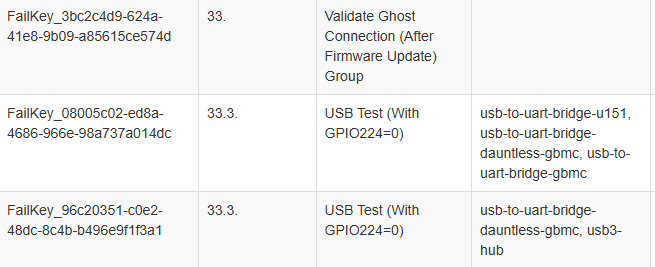 FailKey_3bc2c4d9-624a-41e8-9b09-a85615ce574d
33.
Validate Ghost
Connection (After
Firmware Update)
Group
FailKey_08005c02-ed8a-
4686-966e-98a737a014dc
33.3.
USB Test (With
GPIO224=0)
usb-to-uart-bridge-u151,
usb-to-uart-bridge-
dauntless-gbmc, usb-to-
uart-bridge-gbmc
FailKey_96c20351-c0e2-
48dc-8c4b-b496e9f1f3a1
33.3.
USB Test (With
GPIO224=0)
usb-to-uart-bridge-
dauntless-gbmc, usb3-
hub